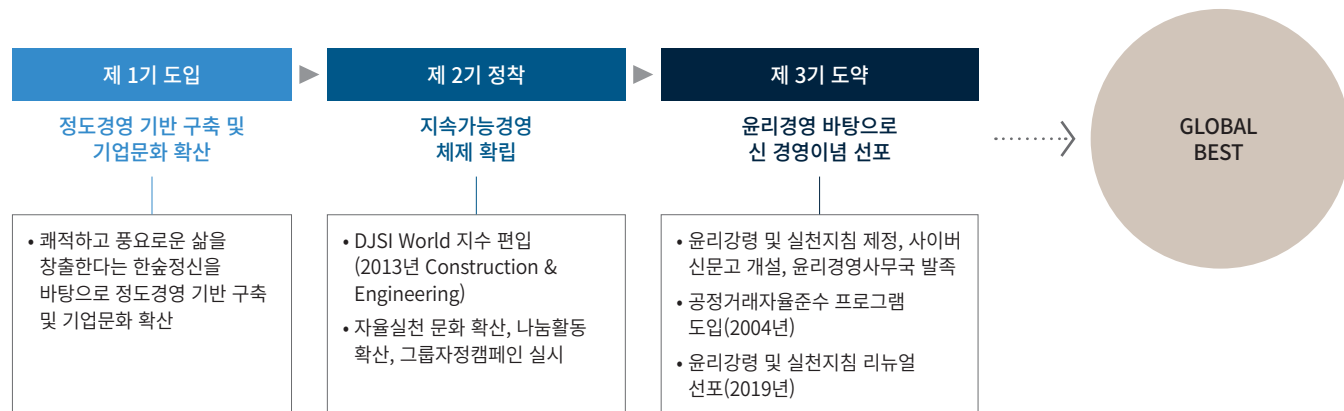 제 1기 도입
정도경영 기반 구축 및
기업문화 확산
• 쾌적하고 풍요로운 삶을
창출한다는 한숲정신을
바탕으로 정도경영 기반 구축
및 기업문화 확산
제 2기 정착
지속가능경영
체제 확립
• DJSI World 지수 편입
(2013년 Construction &
Engineering)
• 자율실천 문화 확산, 나눔활동
확산, 그룹자정캠페인 실시
제 3기 도약
윤리경영 바탕으로
신 경영이념 선포
• 윤리강령 및 실천지침 제정, 사이버
신문고 개설, 윤리경영사무국 발족
• 공정거래자율준수 프로그램
도입(2004년)
• 윤리강령 및 실천지침 리뉴얼
선포(2019년)
GLOBAL
BEST